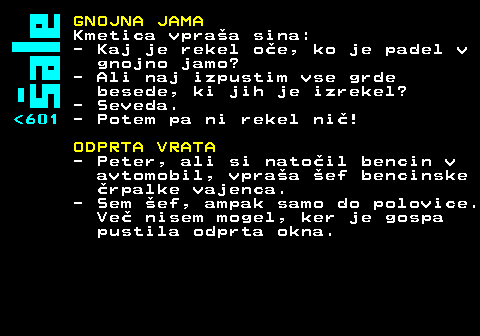 Šale
<601
GNOJNA JAMA
Kmetica vpraša sina:
- Kaj je rekel oče, ko je padel v
gnojno jamo?
- Ali naj izpustim vse grde
besede, ki jih je izrekel?
- Seveda.
- Potem pa ni rekel nič!
ODPRTA VRATA
- Peter, ali si natočil bencin v
avtomobil, vpraša šef bencinske
črpalke vajenca.
- Sem šef, ampak samo do polovice.
Več nisem mogel, ker je gospa
pustila odprta okna.